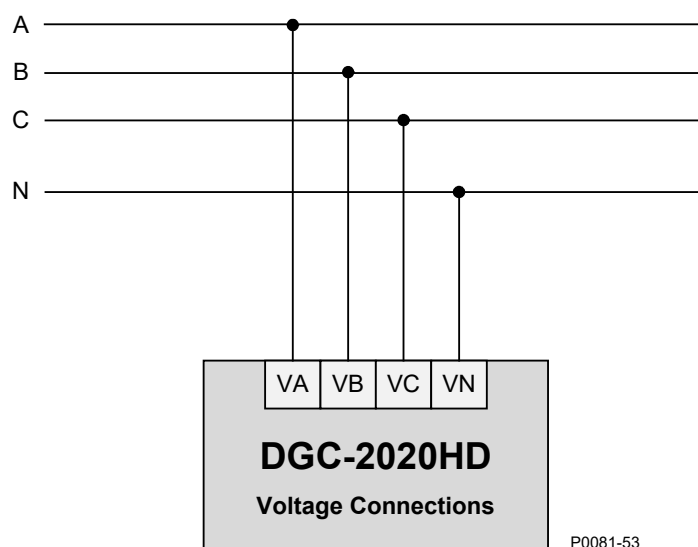 A
B
C
N
VA VB VC VN
DGC-2020HD
Voltage Connections
P0081-53